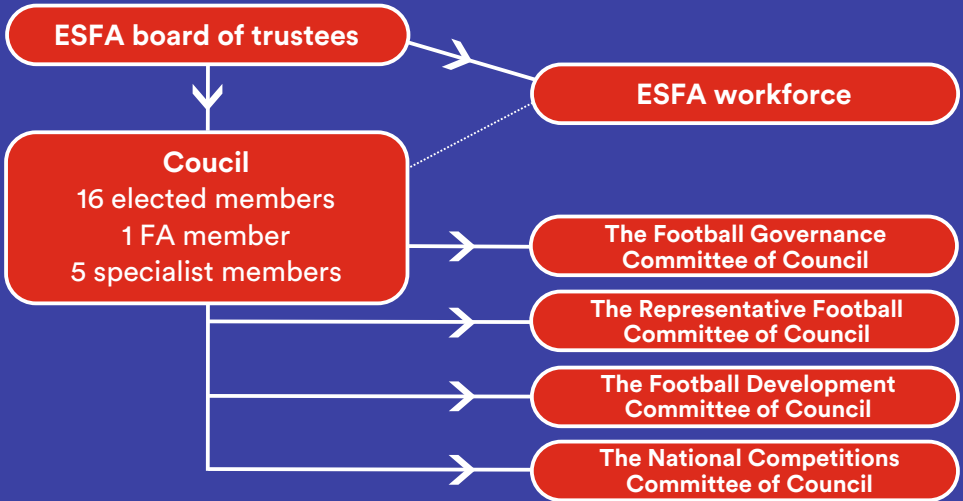 ESFA board of trustees
ESFA workforce
Coucil
16 elected members
1 FA member
5 specialist members
The Football Governance
Committee of Council
The Representative Football
Committee of Council
The Football Development
Committee of Council
The National Competitions
Committee of Council